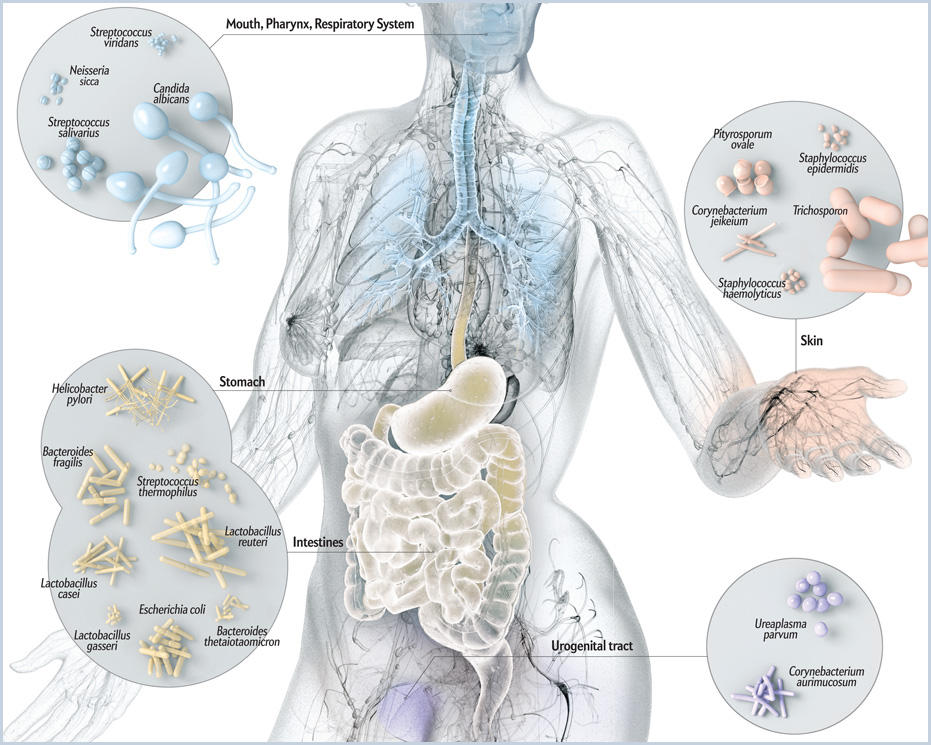 Mouth, Pharynx, Respiratory System
Streptococcus
viridans
Neisseria
sicca
Candida
albicans
Streptococcus
salivarius
Pityrosporum
ovale
Staphylococcus
epidermidis
Corynebacterium
jeikeium
Trichosporon
Staphylococcus
haemolyticus
Skin
Stomach
Helicobacter
pylori
Bacteroides
fragilis
Streptococcus
thermophilus
Lactobacillus
reuteri
Intestines
Lactobacillus
casei
Escherichia coli
Lactobacillus
gasseri
Bacteroides
thetaiotaomicron
Urogenital tract
Ureaplasma
parvum
Corynebacterium
aurimucosum